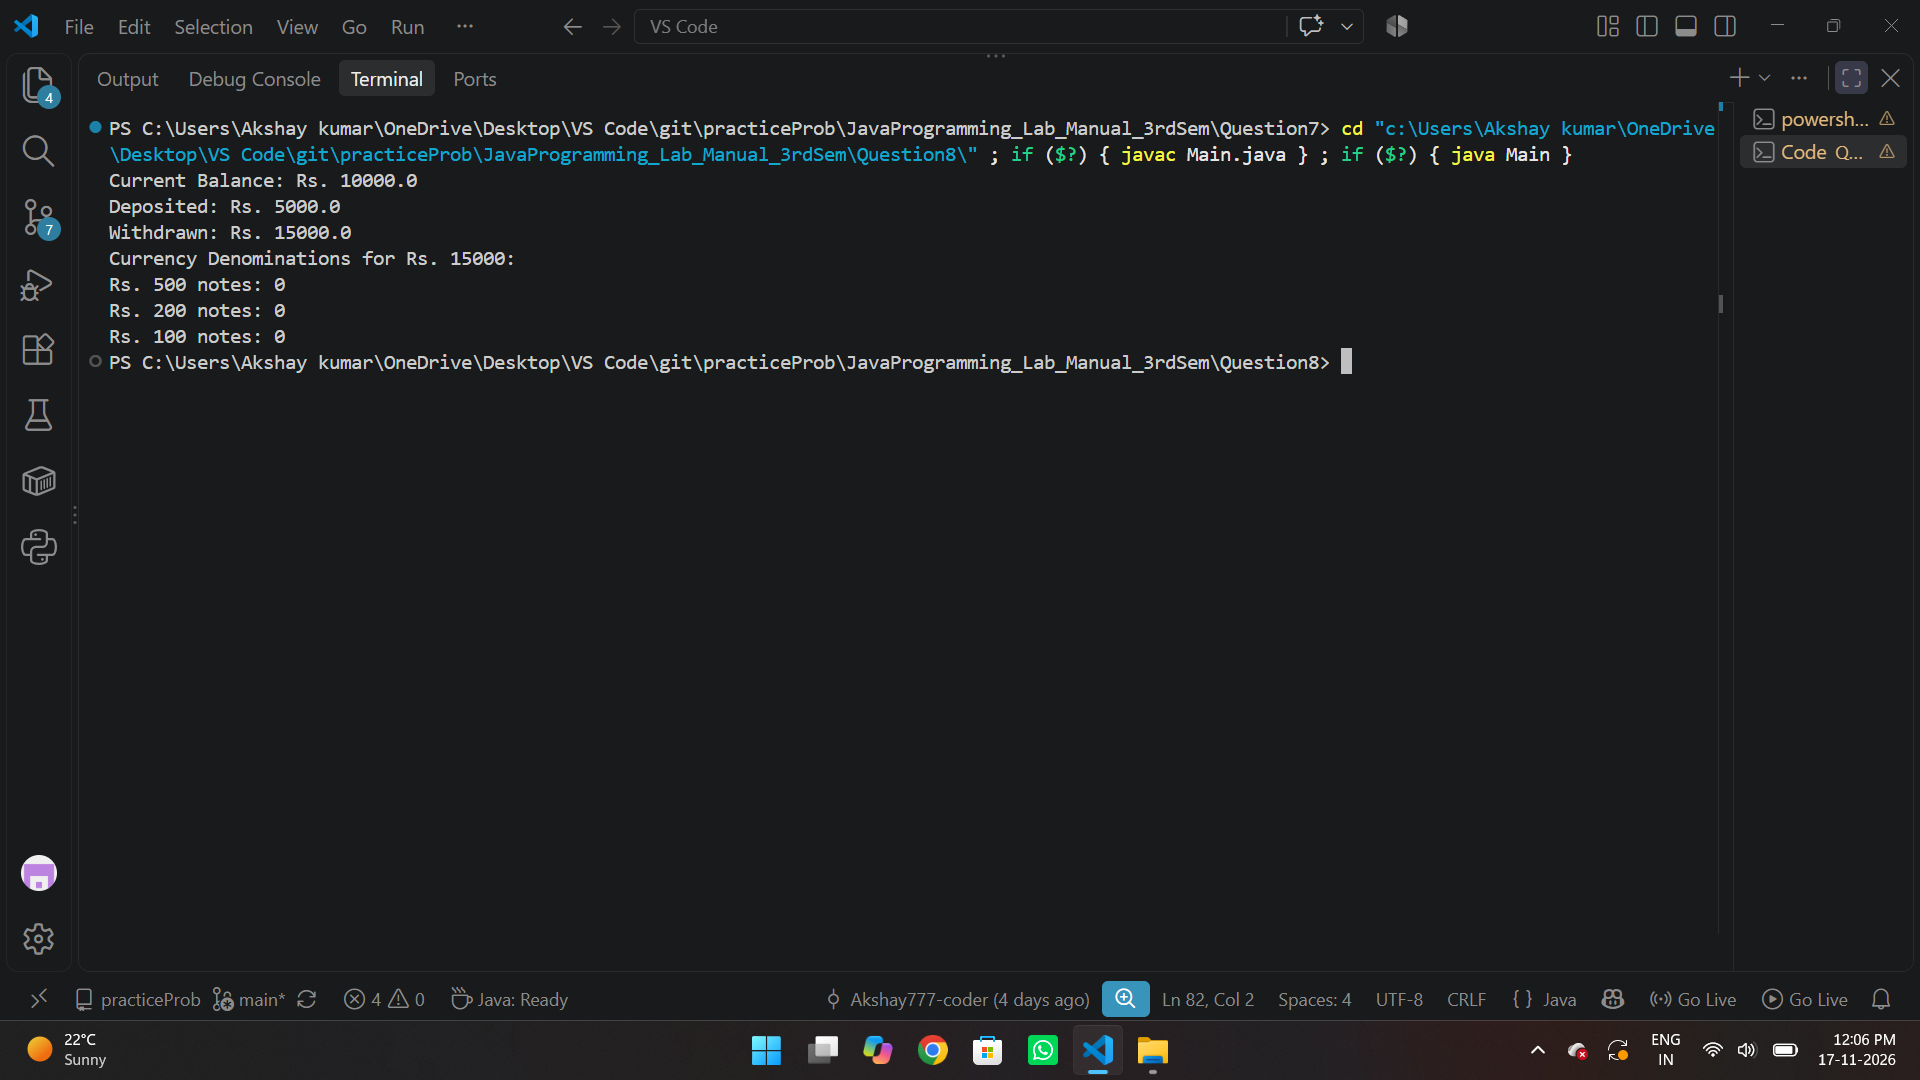 File Edit Selection View Go Run ···
VS Code
Output Debug Console Terminal Ports
PS C:\Users\Akshay kumar\OneDrive\Desktop\VS Code\git\practiceProb\JavaProgramming_Lab_Manual_3rdSem\Question7> cd "c:\Users\Akshay kumar\OneDrive
\Desktop\VS Code\git\practiceProb\JavaProgramming_Lab_Manual_3rdSem\Question8\" ; if ($?) { javac Main.java } ; if ($?) { java Main }
Current Balance: Rs. 10000.0
Deposited: Rs. 5000.0
Withdrawn: Rs. 15000.0
Currency Denominations for Rs. 15000:
Rs. 500 notes: 0
Rs. 200 notes: 0
Rs. 100 notes: 0
PS C:\Users\Akshay kumar\OneDrive\Desktop\VS Code\git\practiceProb\JavaProgramming_Lab_Manual_3rdSem\Question8>
powersh...
Code Q...
4
7
practiceProb main* 4 0 Java: Ready Akshay777-coder (4 days ago) Ln 82, Col 2 Spaces: 4 UTF-8 CRLF { } Java Go Live Go Live
22°C
Sunny
ENG
IN
12:06 PM
17-11-2026